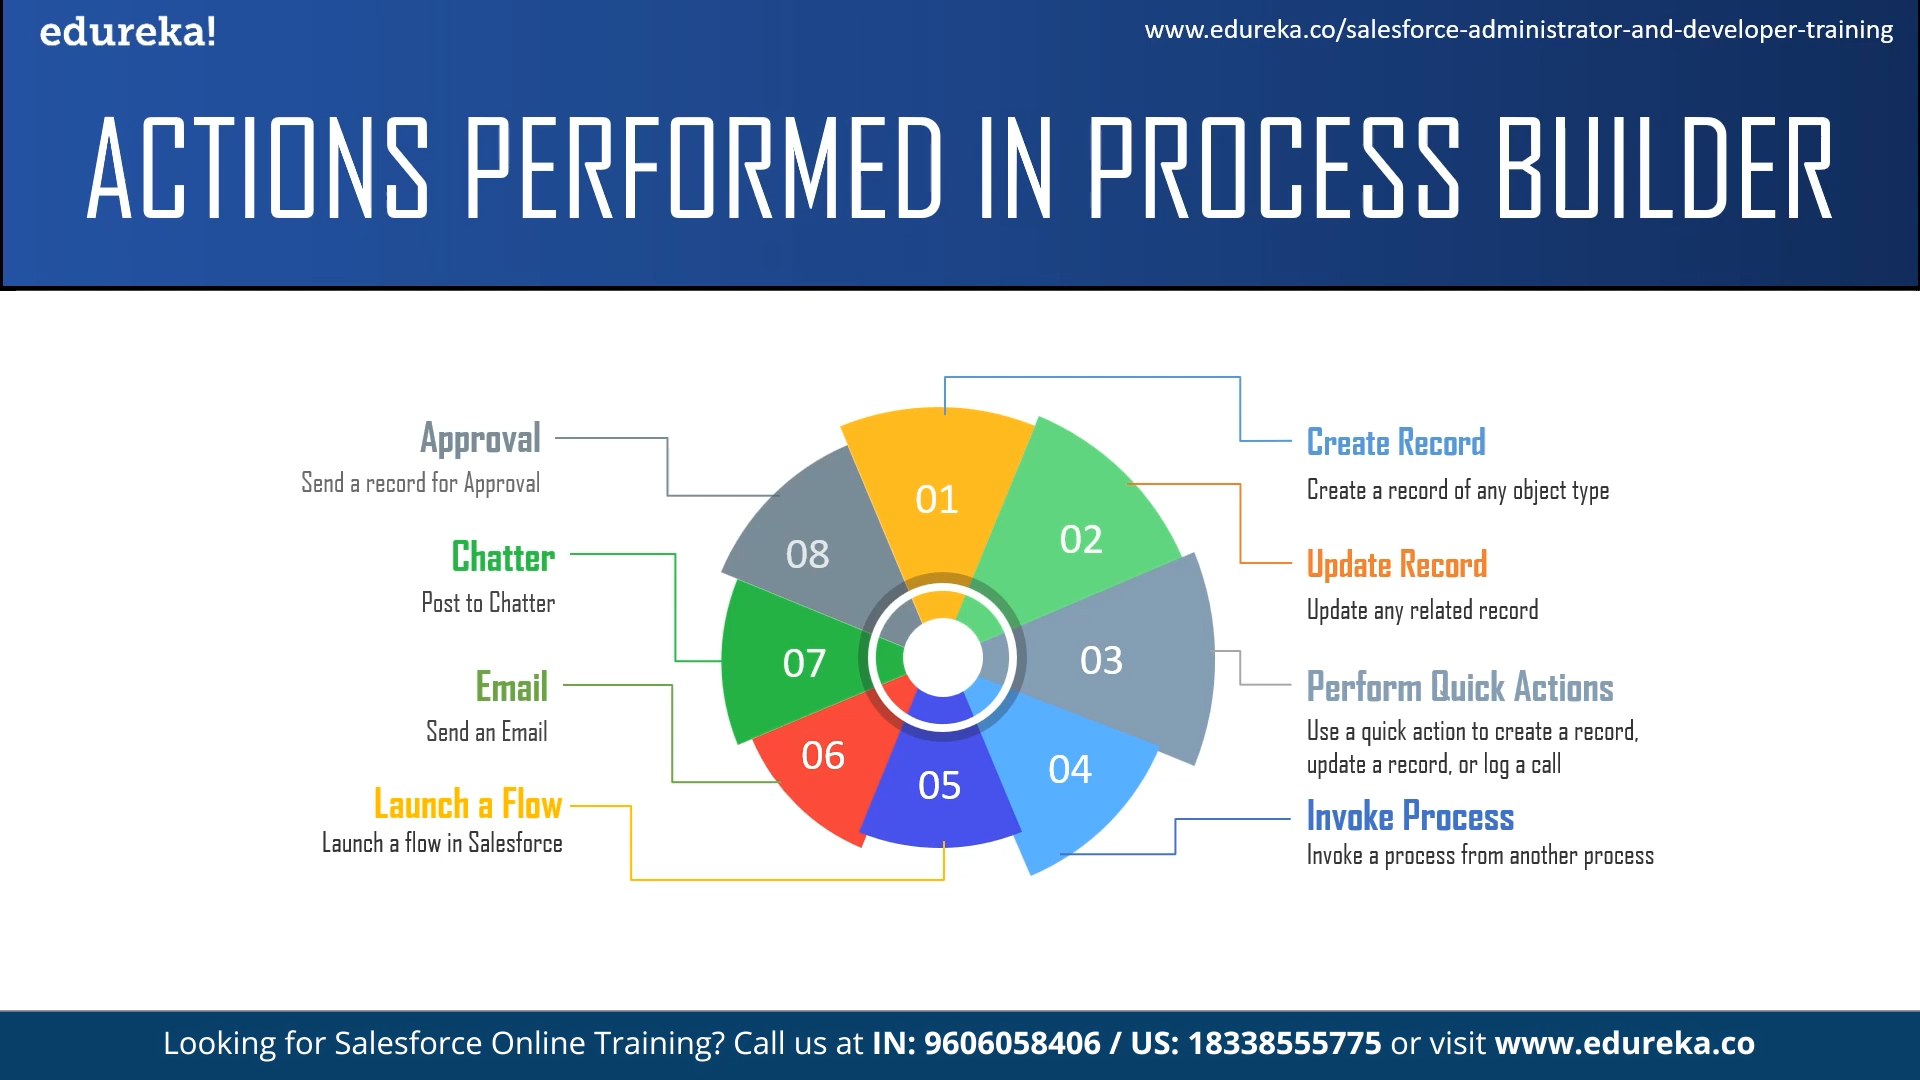 edureka!
www.edureka.co/salesforce-administrator-and-developer-training
ACTIONS PERFORMED IN PROCESS BUILDER
Approval
Send a record for Approval
Chatter
Post to Chatter
Email
Send an Email
Launch a Flow
Launch a flow in Salesforce
01
02
03
04
05
06
07
08
Create Record
Create a record of any object type
Update Record
Update any related record
Perform Quick Actions
Use a quick action to create a record,
update a record, or log a call
Invoke Process
Invoke a process from another process
Looking for Salesforce Online Training? Call us at IN: 9606058406 / US: 18338555775 or visit www.edureka.co